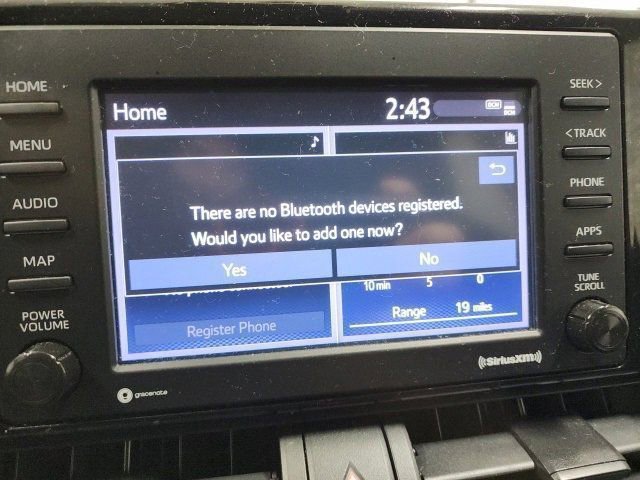 HOME
MENU
AUDIO
MAP
POWER
VOLUME
Home
2:43
DCM
DCM
There are no Bluetooth devices registered.
Would you like to add one now?
Yes
No
10 min 5 0
Range 19 miles
Register Phone
SEEK >
< TRACK
PHONE
APPS
TUNE
SCROLL
gracenote
((SiriusXM))